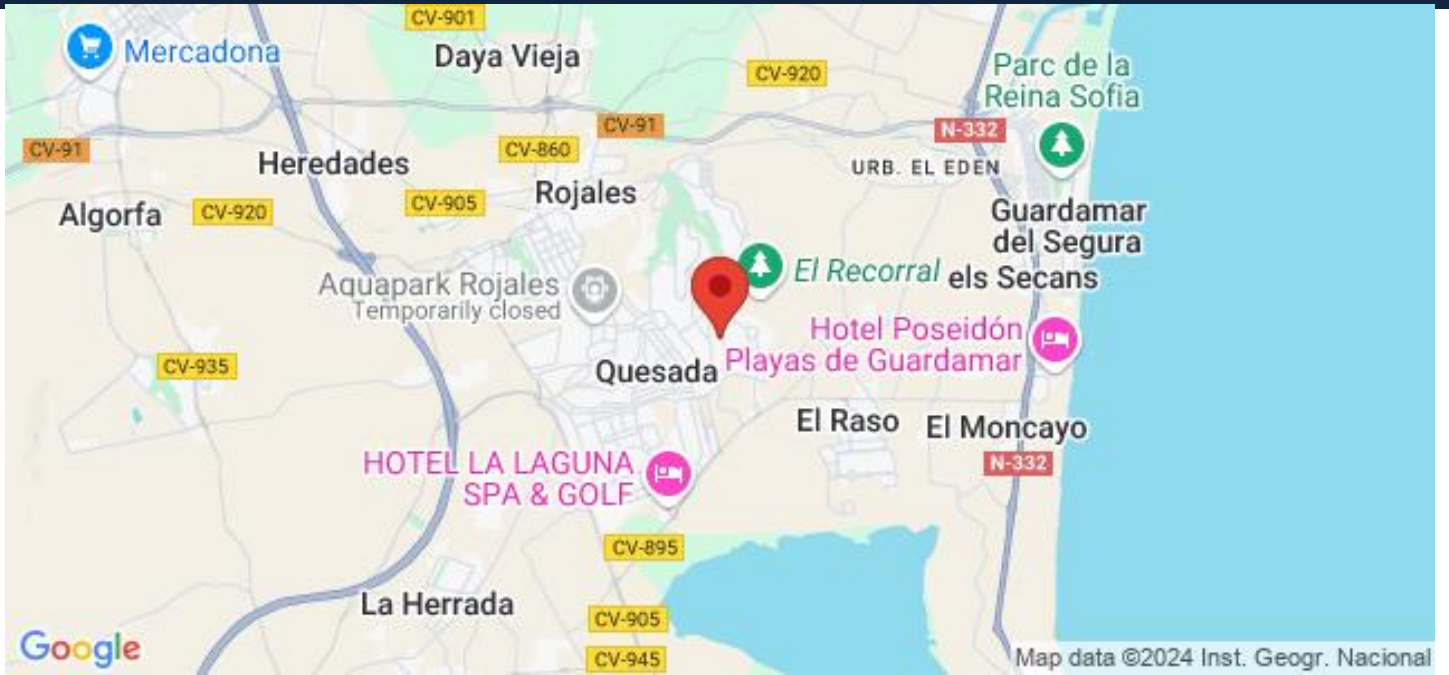 CV-901
Mercadona
Daya Vieja
CV-920
Parc de la
Reina Sofia
CV-91
N-332
CV-91
CV-860
Heredades
URB. EL EDEN
Rojales
CV-905
Algorfa
CV-920
Guardamar
del Segura
El Recorral
els Secans
Aquapark Rojales
Temporarily closed
Hotel Poseidón
Playas de Guardamar
CV-935
Quesada
El Raso
El Moncayo
HOTEL LA LAGUNA
SPA & GOLF
N-332
CV-895
La Herrada
CV-905
Google
CV-945
Map data ©2024 Inst. Geogr. Nacional